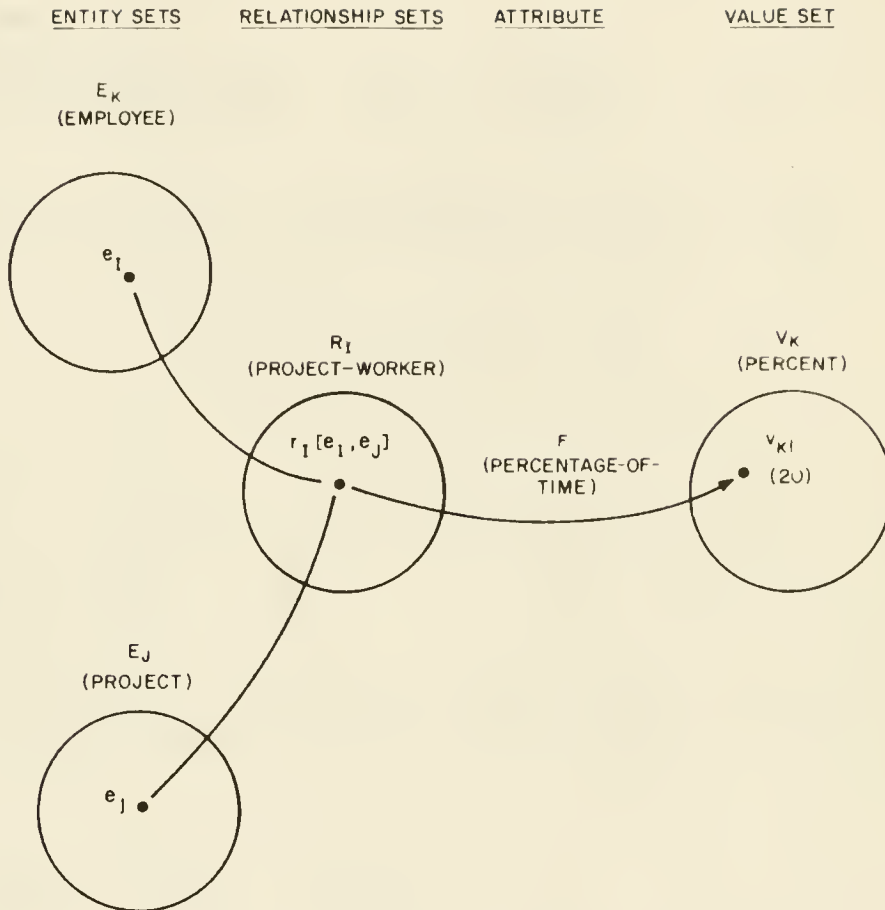 ENTITY SETS RELATIONSHIP SETS ATTRIBUTE VALUE SET
E_K
(EMPLOYEE)
e_I
R_I
(PROJECT-WORKER)
r_I [e_I, e_J]
F
(PERCENTAGE-OF-
TIME)
V_K
(PERCENT)
v_KI
(20)
E_J
(PROJECT)
e_J